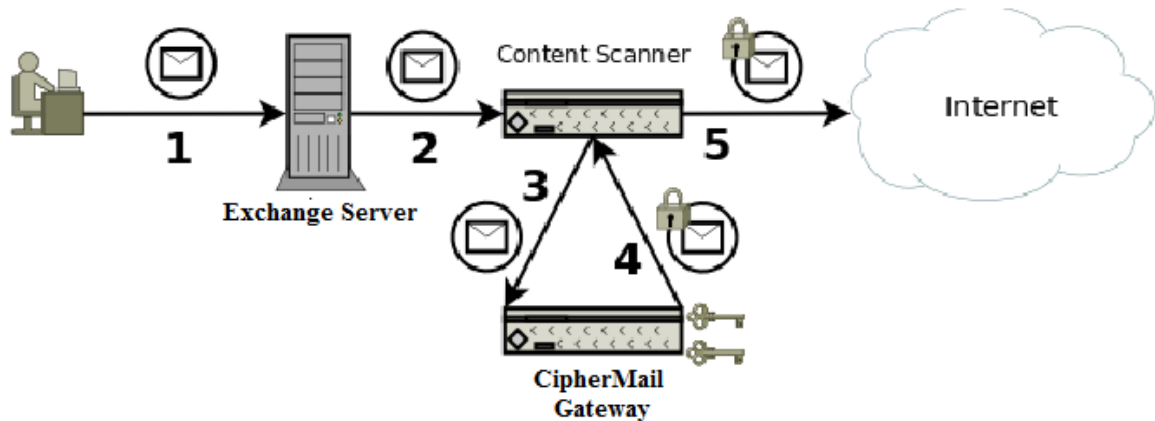 Content Scanner
Internet
1
2
5
Exchange Server
3
4
CipherMail
Gateway